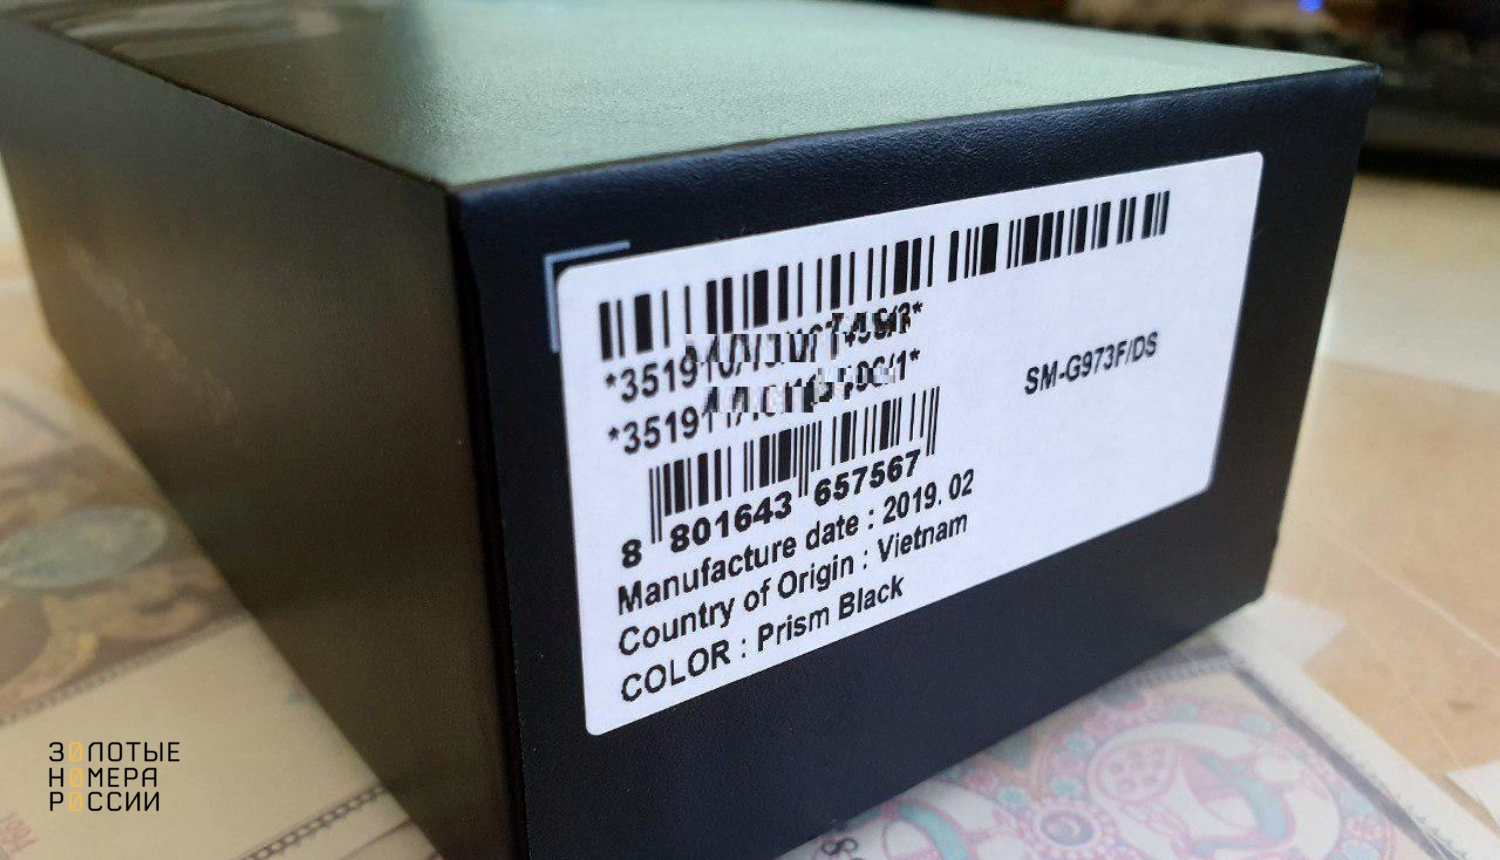 SM-G973F/DS
8 801643 657567
Manufacture date : 2019. 02
Country of Origin : Vietnam
COLOR : Prism Black
ЗОЛОТЫЕ
НОМЕРА
РОССИИ